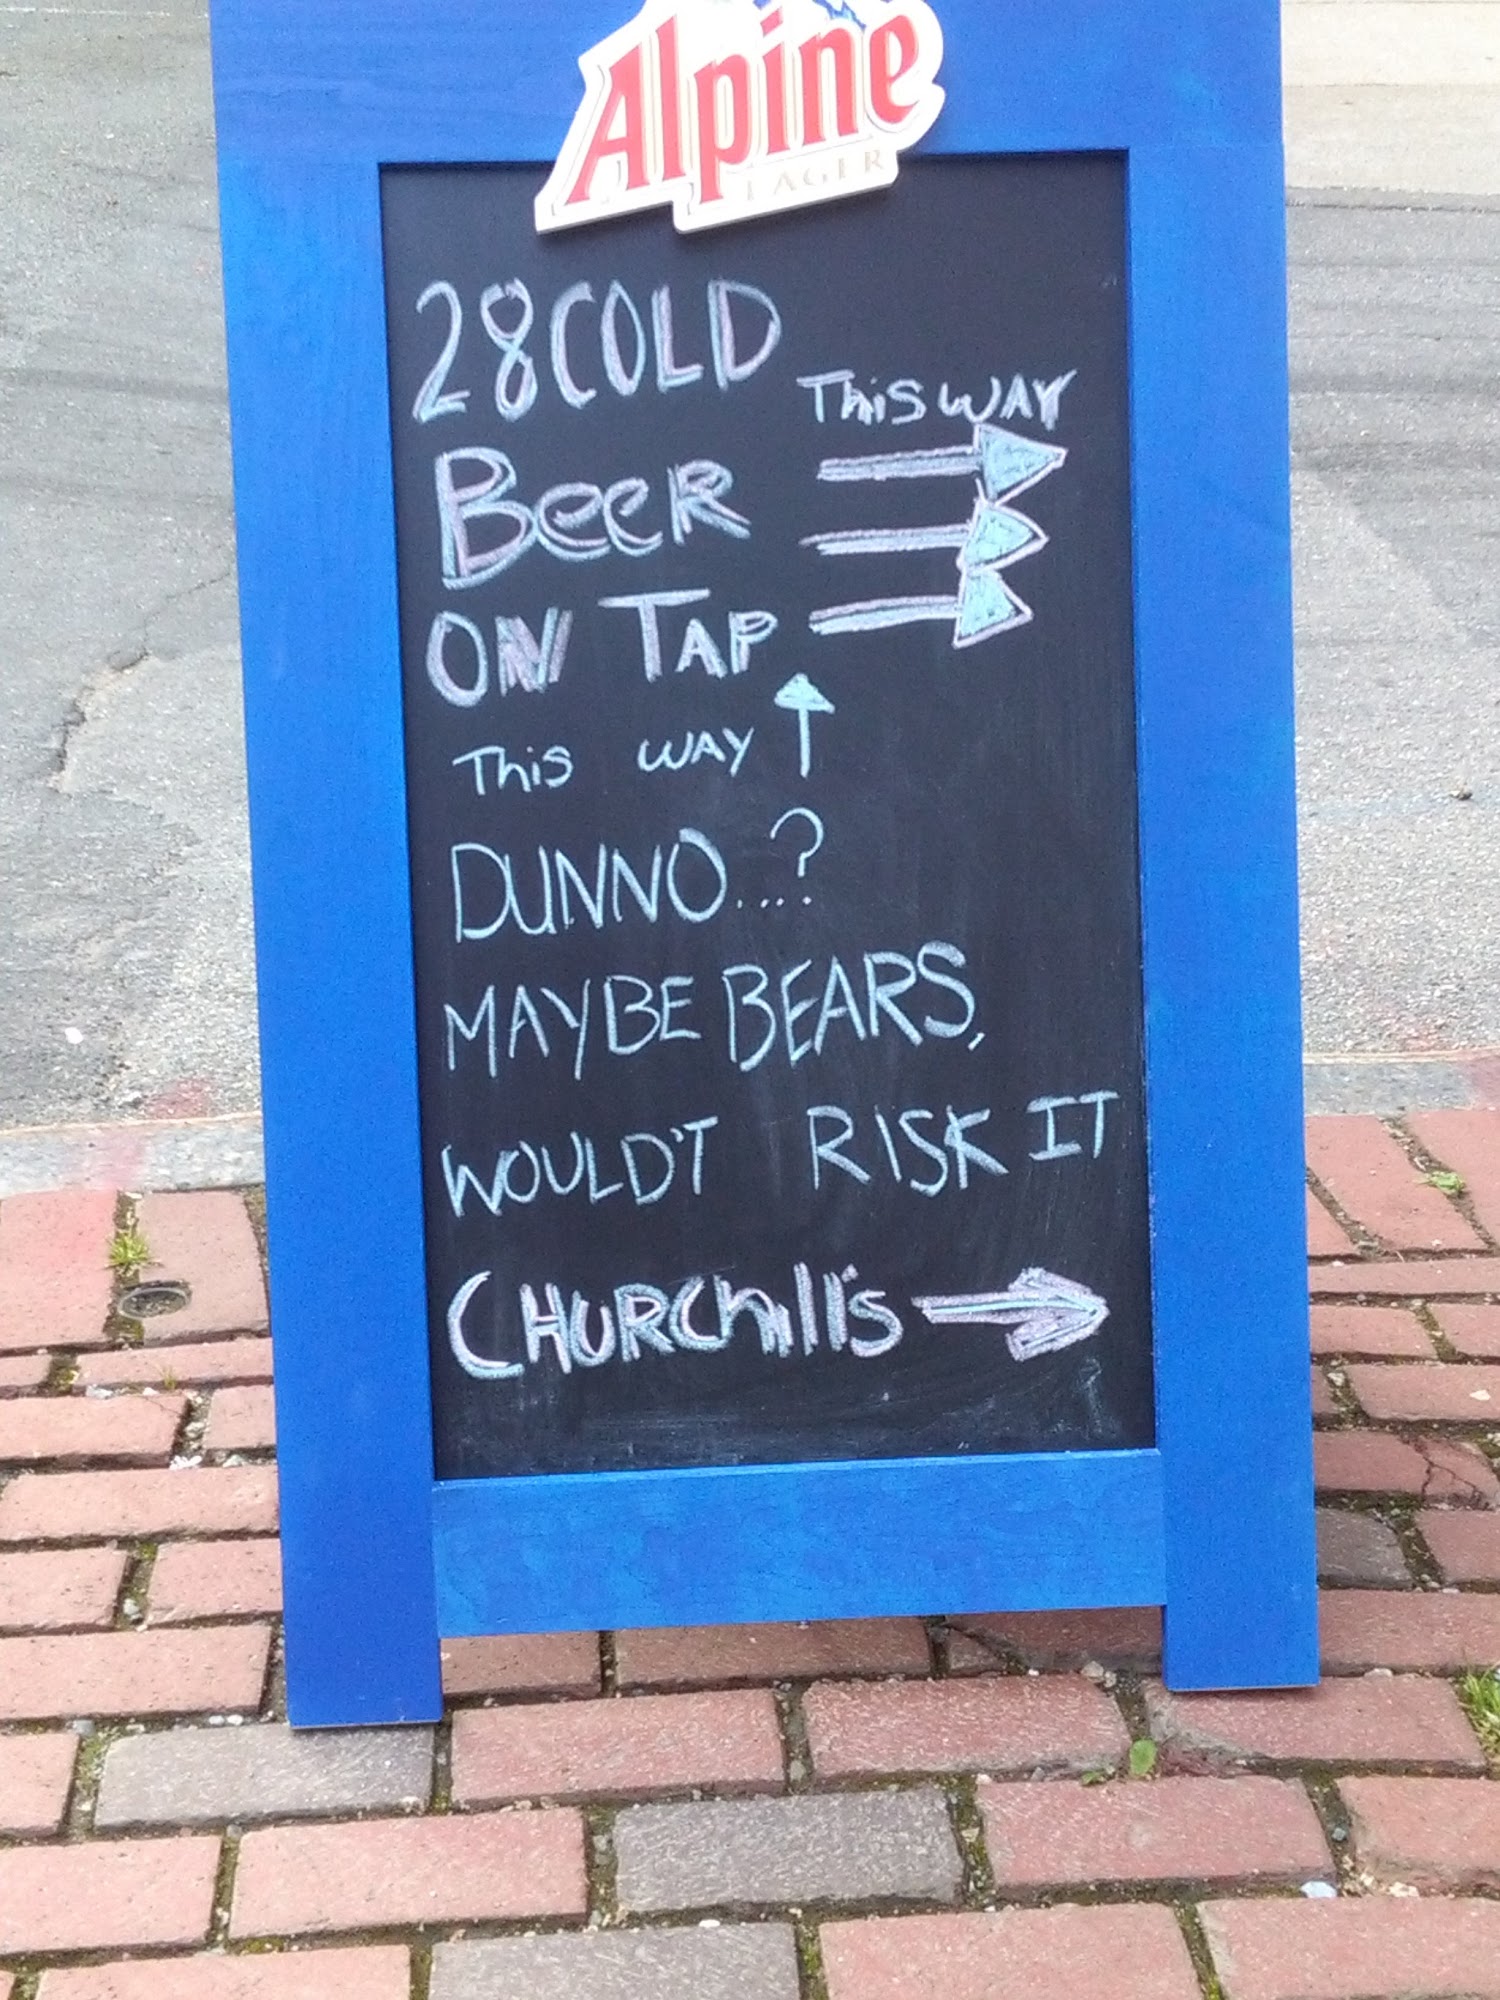 Alpine
LAGER
28 COLD
This WAY
BeeR
ON TAP
This WAY
DUNNO....?
MAYBE BEARS,
WOULD'T RISK IT
CHURChill's